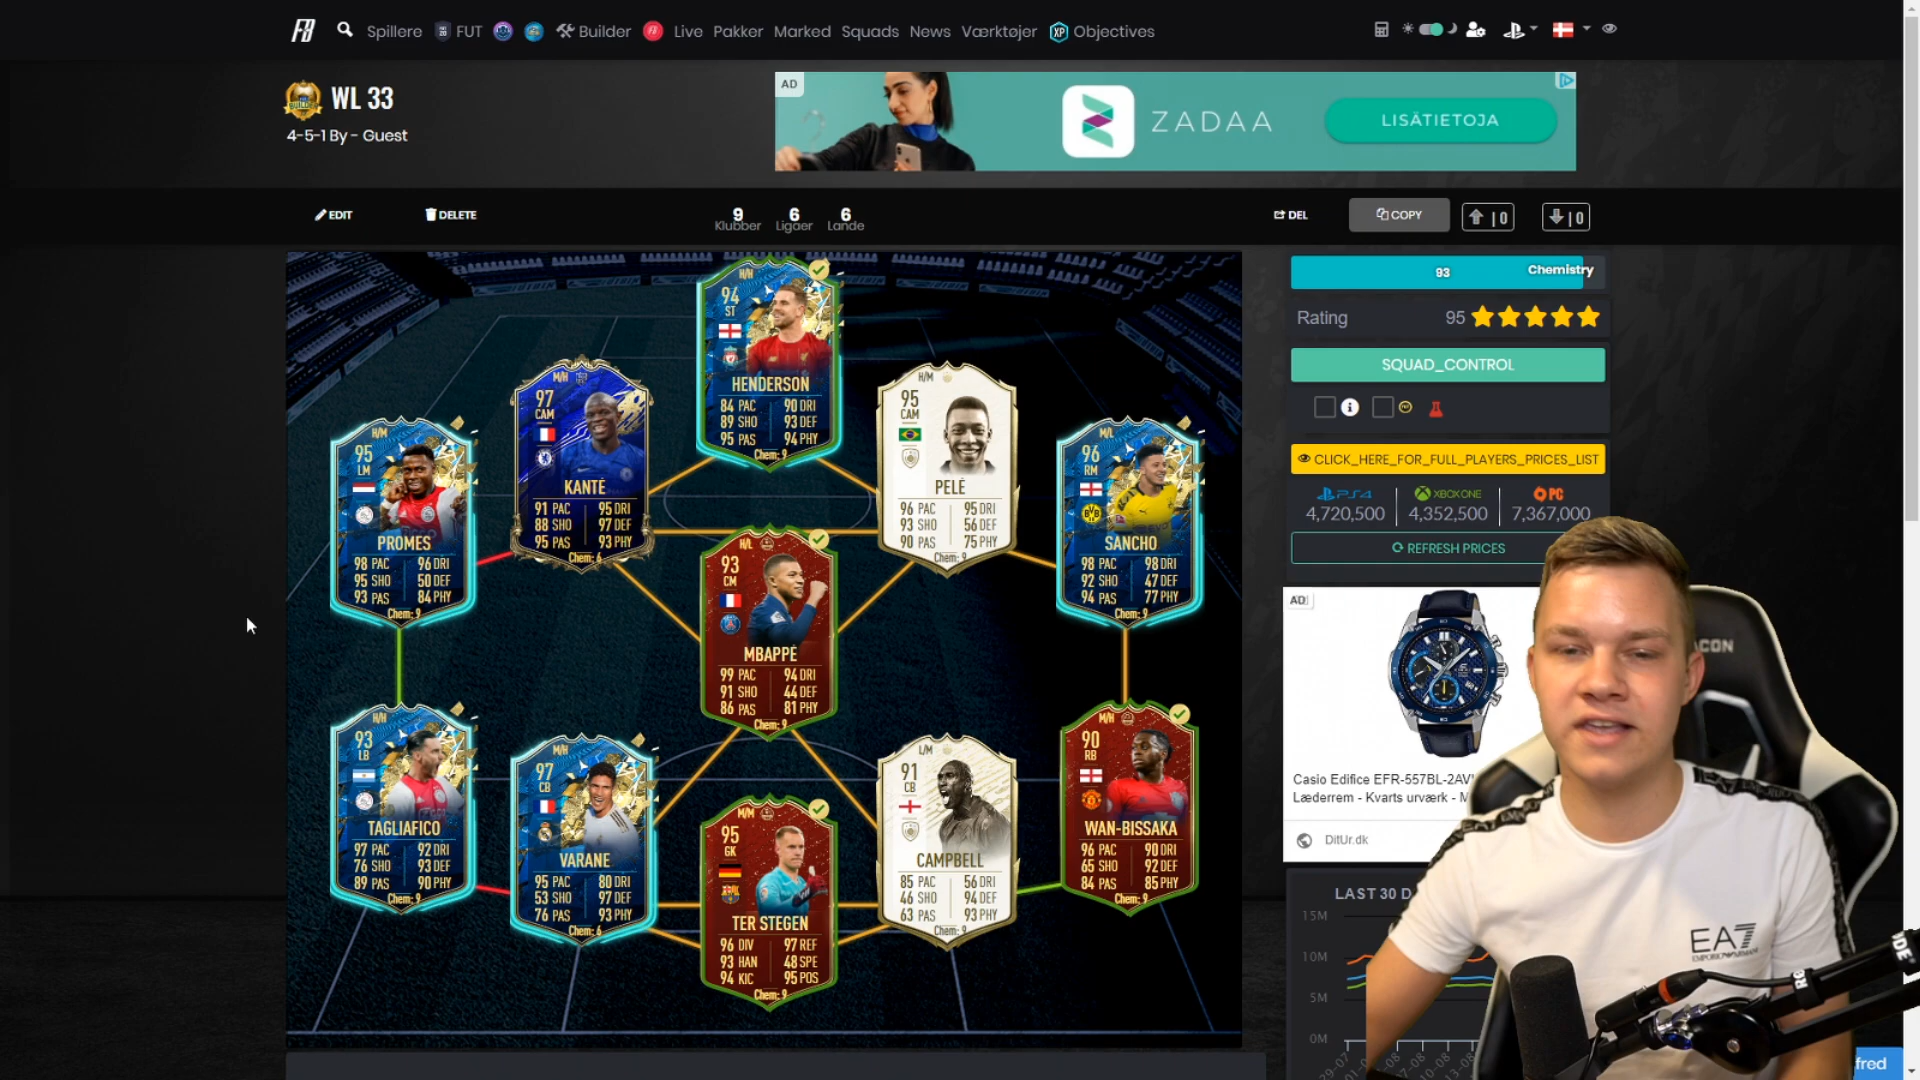 Spillere FUT Builder Live Pakker Marked Squads News Værktøjer XP Objectives
WL 33
4-5-1 By - Guest
AD
ZADAA
LISÄTIETOJA
EDIT
DELETE
9 6 6
Klubber Ligaer Lande
DEL
COPY
| 0
| 0
93 Chemistry
Rating 95
SQUAD_CONTROL
CLICK_HERE_FOR_FULL_PLAYERS_PRICES_LIST
PS4 XBOX ONE PC
4,720,500 4,352,500 7,367,000
REFRESH PRICES
H/H
94
ST
HENDERSON
84 PAC 90 DRI
89 SHO 93 DEF
95 PAS 94 PHY
Chem: 9
M/H
97
CAM
KANTÉ
91 PAC 95 DRI
88 SHO 97 DEF
95 PAS 93 PHY
Chem: 6
H/M
95
CAM
PELÉ
96 PAC 95 DRI
93 SHO 56 DEF
90 PAS 75 PHY
Chem: 9
H/M
95
LM
PROMES
98 PAC 96 DRI
95 SHO 50 DEF
93 PAS 84 PHY
Chem: 9
H/L
93
CM
MBAPPÉ
99 PAC 94 DRI
91 SHO 44 DEF
86 PAS 81 PHY
Chem: 9
M/L
96
RM
SANCHO
98 PAC 98 DRI
92 SHO 47 DEF
94 PAS 77 PHY
Chem: 9
H/H
93
LB
TAGLIAFICO
97 PAC 92 DRI
76 SHO 93 DEF
89 PAS 90 PHY
Chem: 9
M/H
97
CB
VARANE
95 PAC 80 DRI
53 SHO 97 DEF
76 PAS 93 PHY
Chem: 6
M/M
95
GK
TER STEGEN
96 DIV 97 REF
93 HAN 48 SPE
94 KIC 95 POS
Chem: 9
L/M
91
CB
CAMPBELL
85 PAC 56 DRI
46 SHO 94 DEF
63 PAS 93 PHY
Chem: 9
M/H
90
RB
WAN-BISSAKA
96 PAC 90 DRI
65 SHO 92 DEF
84 PAS 85 PHY
Chem: 9
AD
Casio Edifice EFR-557BL-2AV
Læderrem - Kvarts urværk - M
DitUr.dk
LAST 30 D
15M
10M
5M
0M
EA7
EMPORIO ARMANI
fred